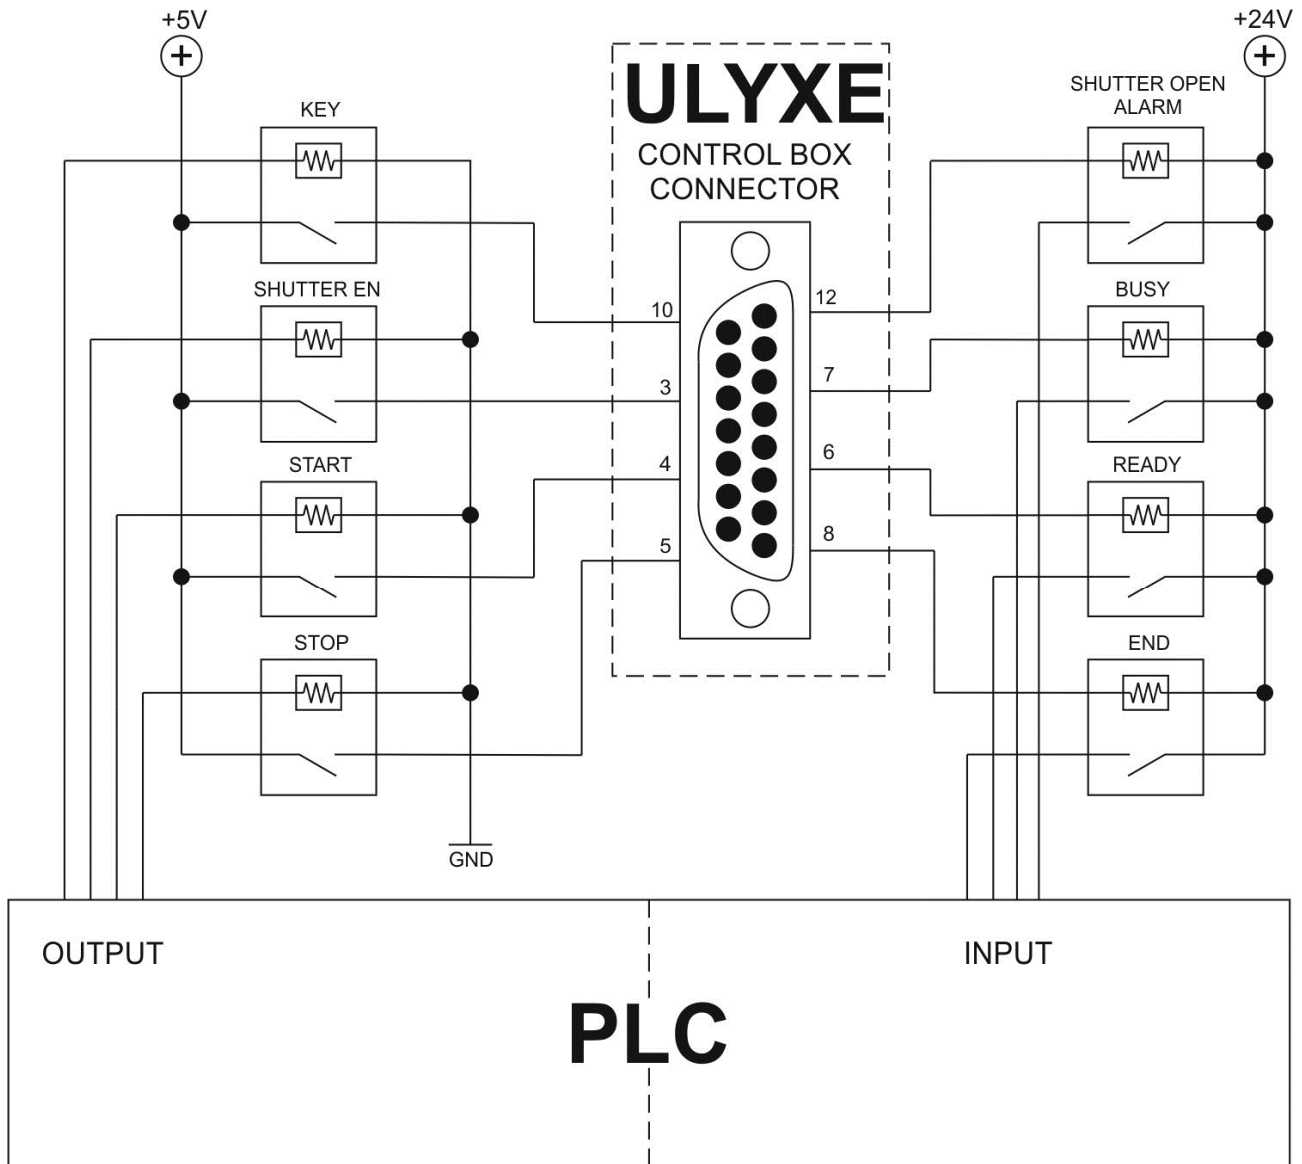 +5V
+24V
KEY
ULYXE
CONTROL BOX
CONNECTOR
SHUTTER OPEN
ALARM
SHUTTER EN
10
12
BUSY
3
7
START
4
6
READY
5
8
STOP
END
GND
OUTPUT
INPUT
PLC